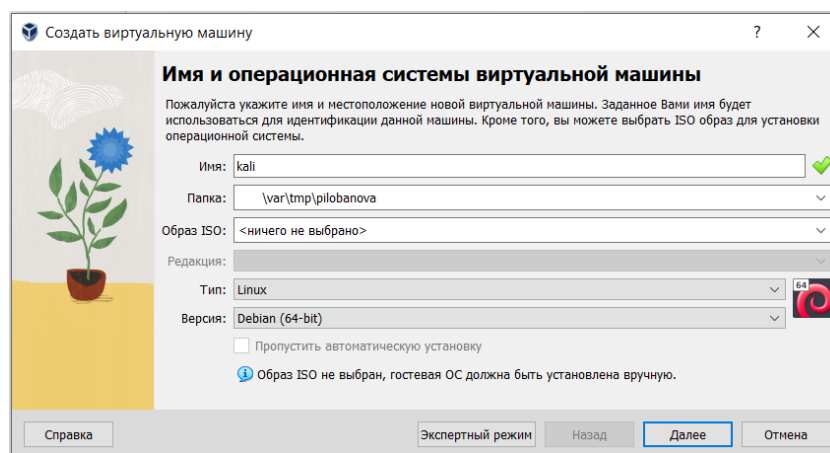 Создать виртуальную машину
?
Имя и операционная системы виртуальной машины
Пожалуйста укажите имя и местоположение новой виртуальной машины. Заданное Вами имя будет
использоваться для идентификации данной машины. Кроме того, вы можете выбрать ISO образ для установки
операционной системы.
Имя: kali
Папка: \var\tmp\pilobanova
Образ ISO: <ничего не выбрано>
Редакция:
Тип: Linux
64
Версия: Debian (64-bit)
Пропустить автоматическую установку
Образ ISO не выбран, гостевая ОС должна быть установлена вручную.
Справка Экспертный режим Назад Далее Отмена